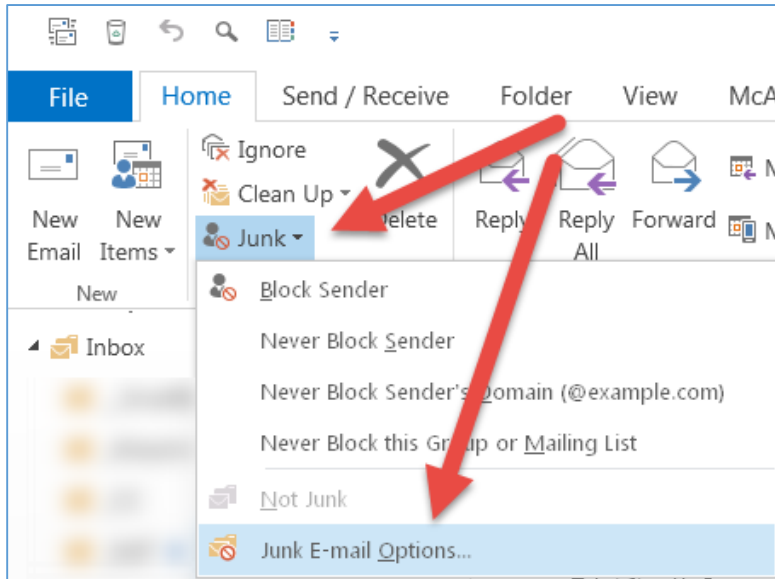 File Home Send / Receive Folder View McA
Ignore
Clean Up
Junk
New
Email
New
Items
Delete
Reply
Reply
All
Forward
M
M
New
Block Sender
Never Block Sender
Never Block Sender's Domain (@example.com)
Never Block this Group or Mailing List
Not Junk
Junk E-mail Options...
Inbox